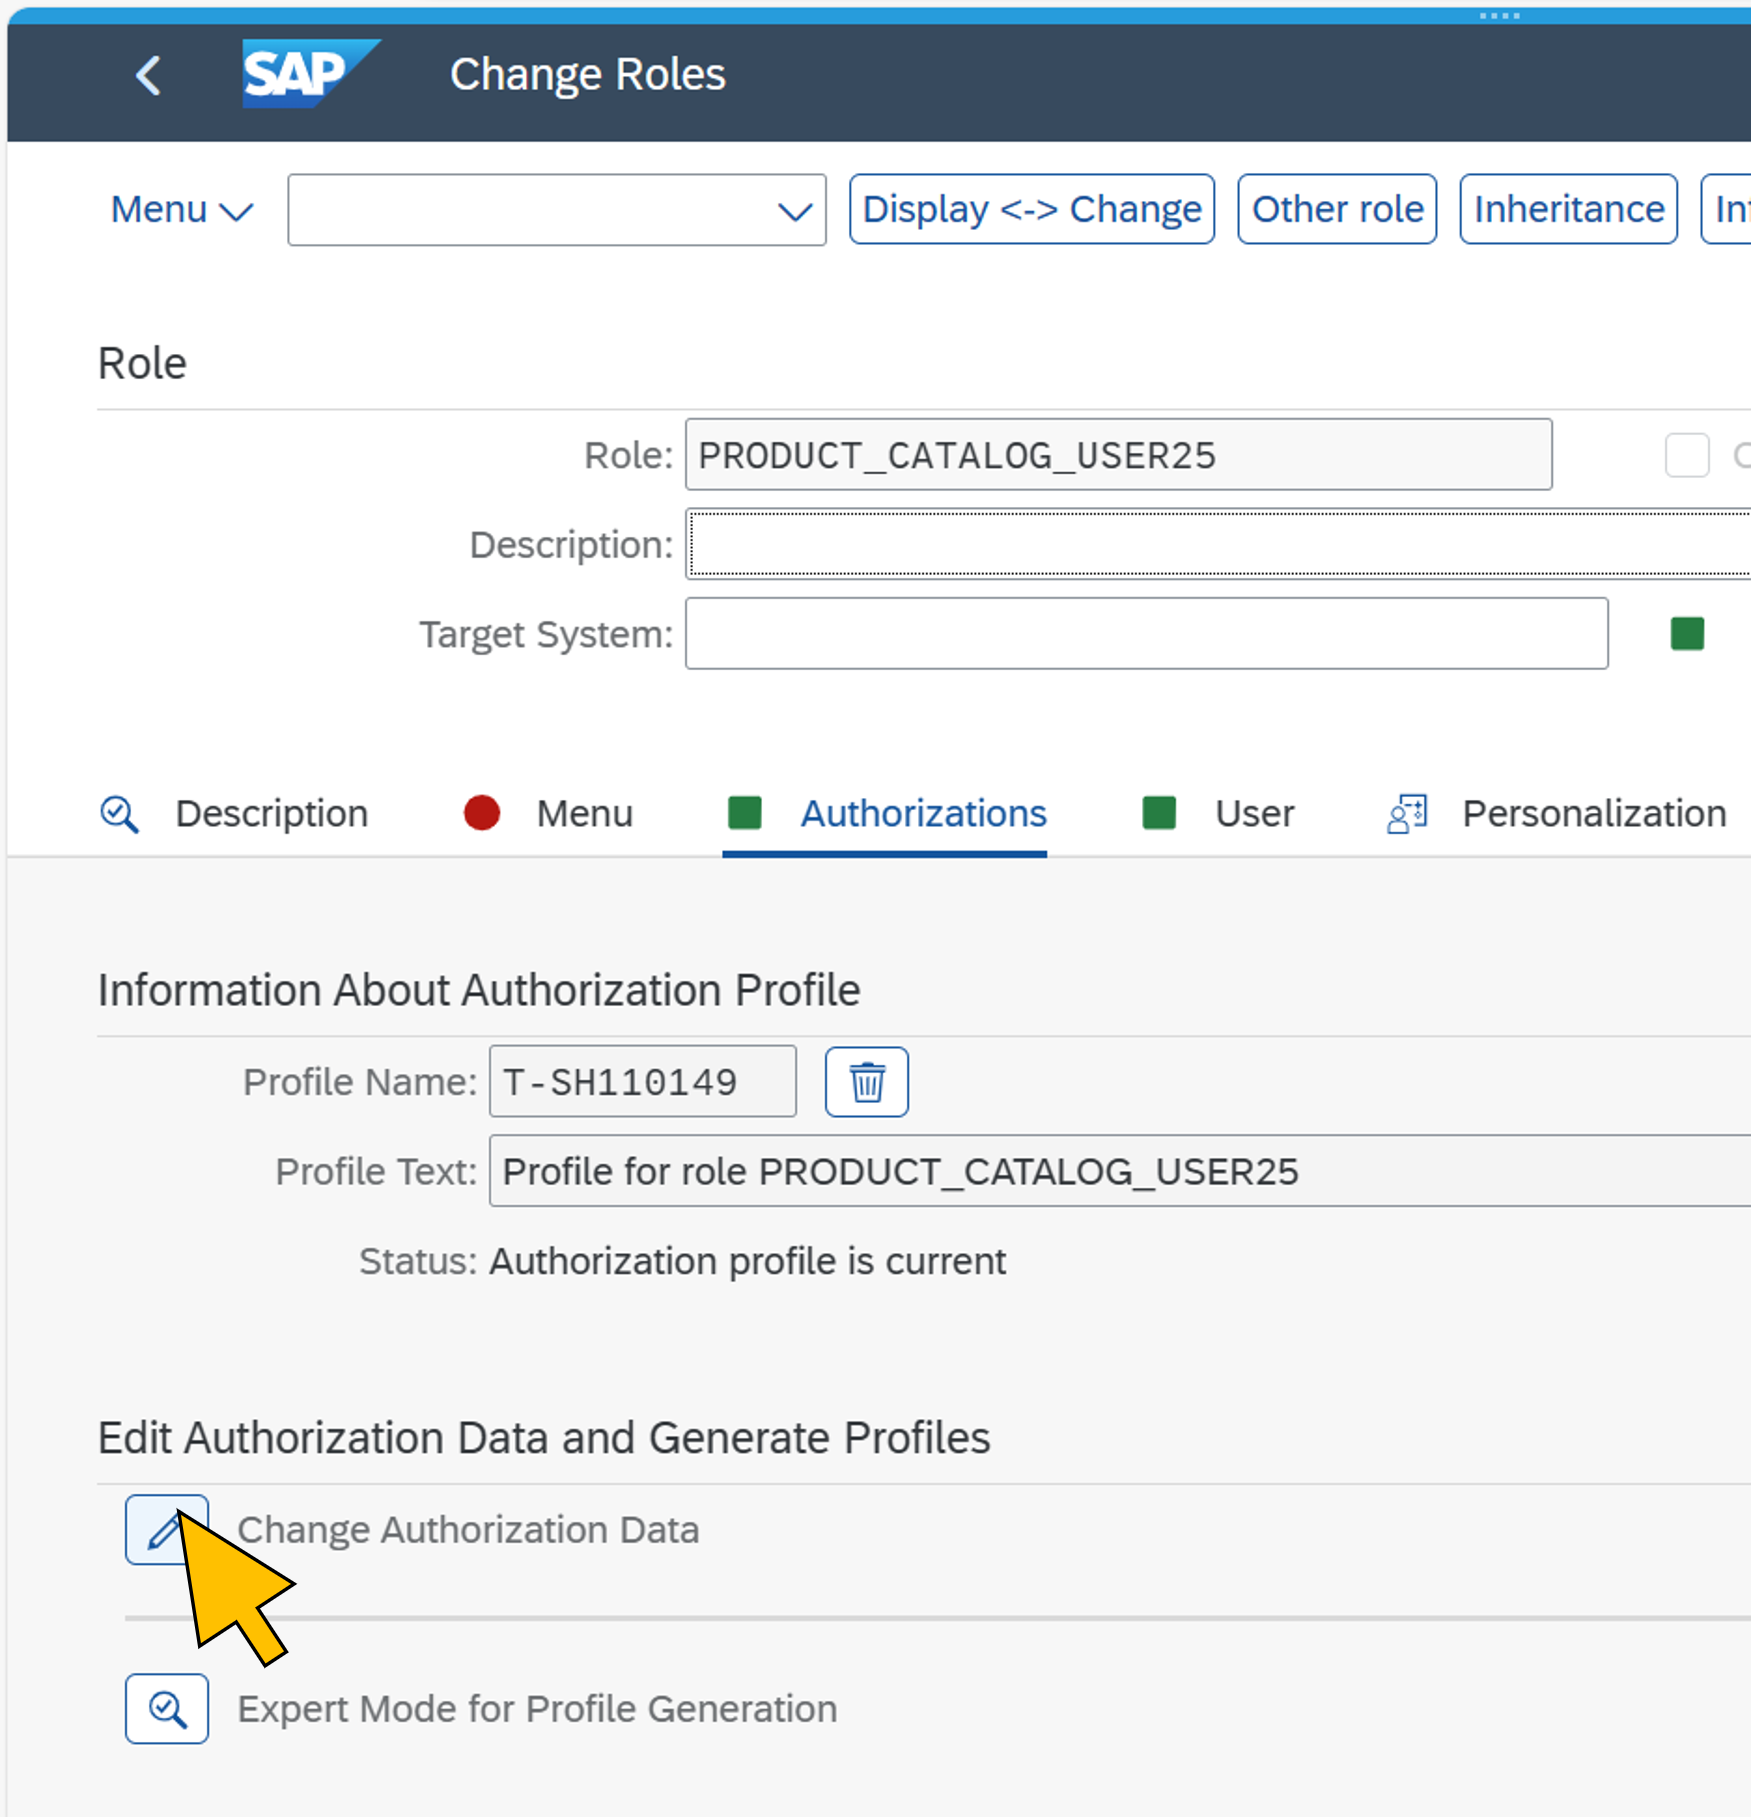 SAP Change Roles
Menu Display <-> Change Other role Inheritance
Role
Role: PRODUCT_CATALOG_USER25
Description:
Target System:
Description Menu Authorizations User Personalization
Information About Authorization Profile
Profile Name: T-SH110149
Profile Text: Profile for role PRODUCT_CATALOG_USER25
Status: Authorization profile is current
Edit Authorization Data and Generate Profiles
Change Authorization Data
Expert Mode for Profile Generation